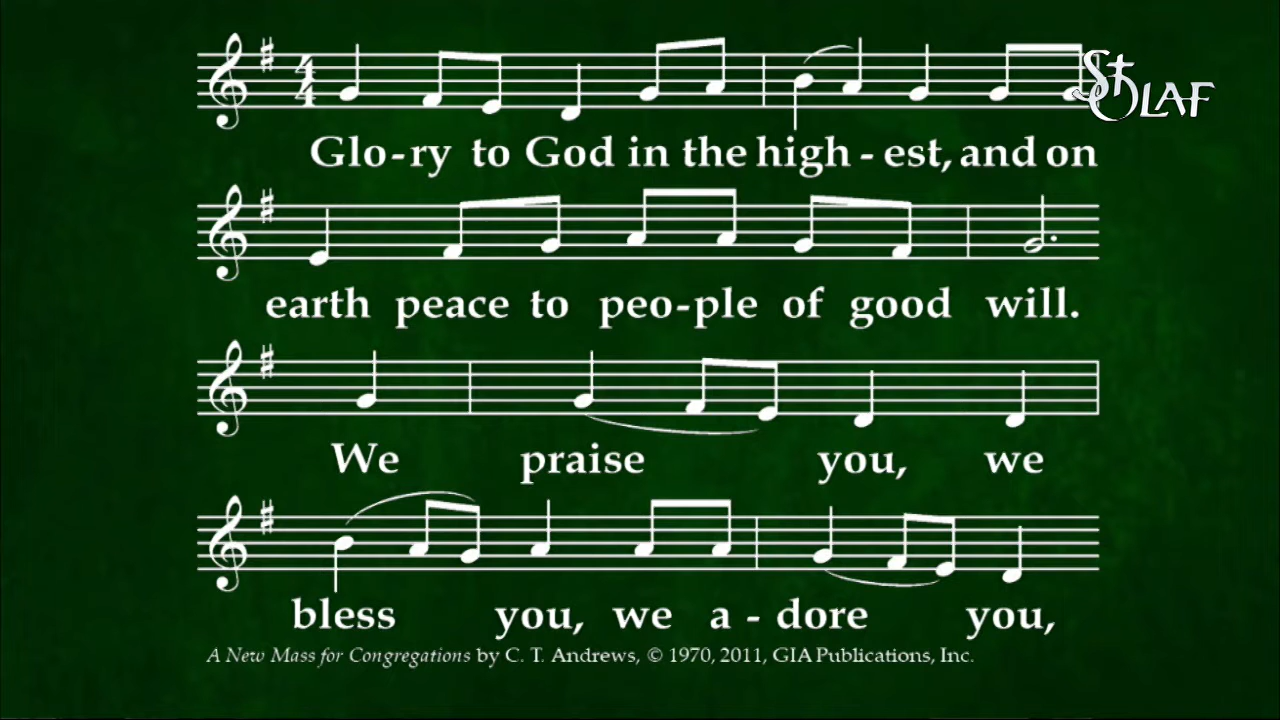 St OLAF
4
4
Glo-ry to God in the high - est, and on
earth peace to peo-ple of good will.
We praise you, we
bless you, we a - dore you,
A New Mass for Congregations by C. T. Andrews, © 1970, 2011, GIA Publications, Inc.